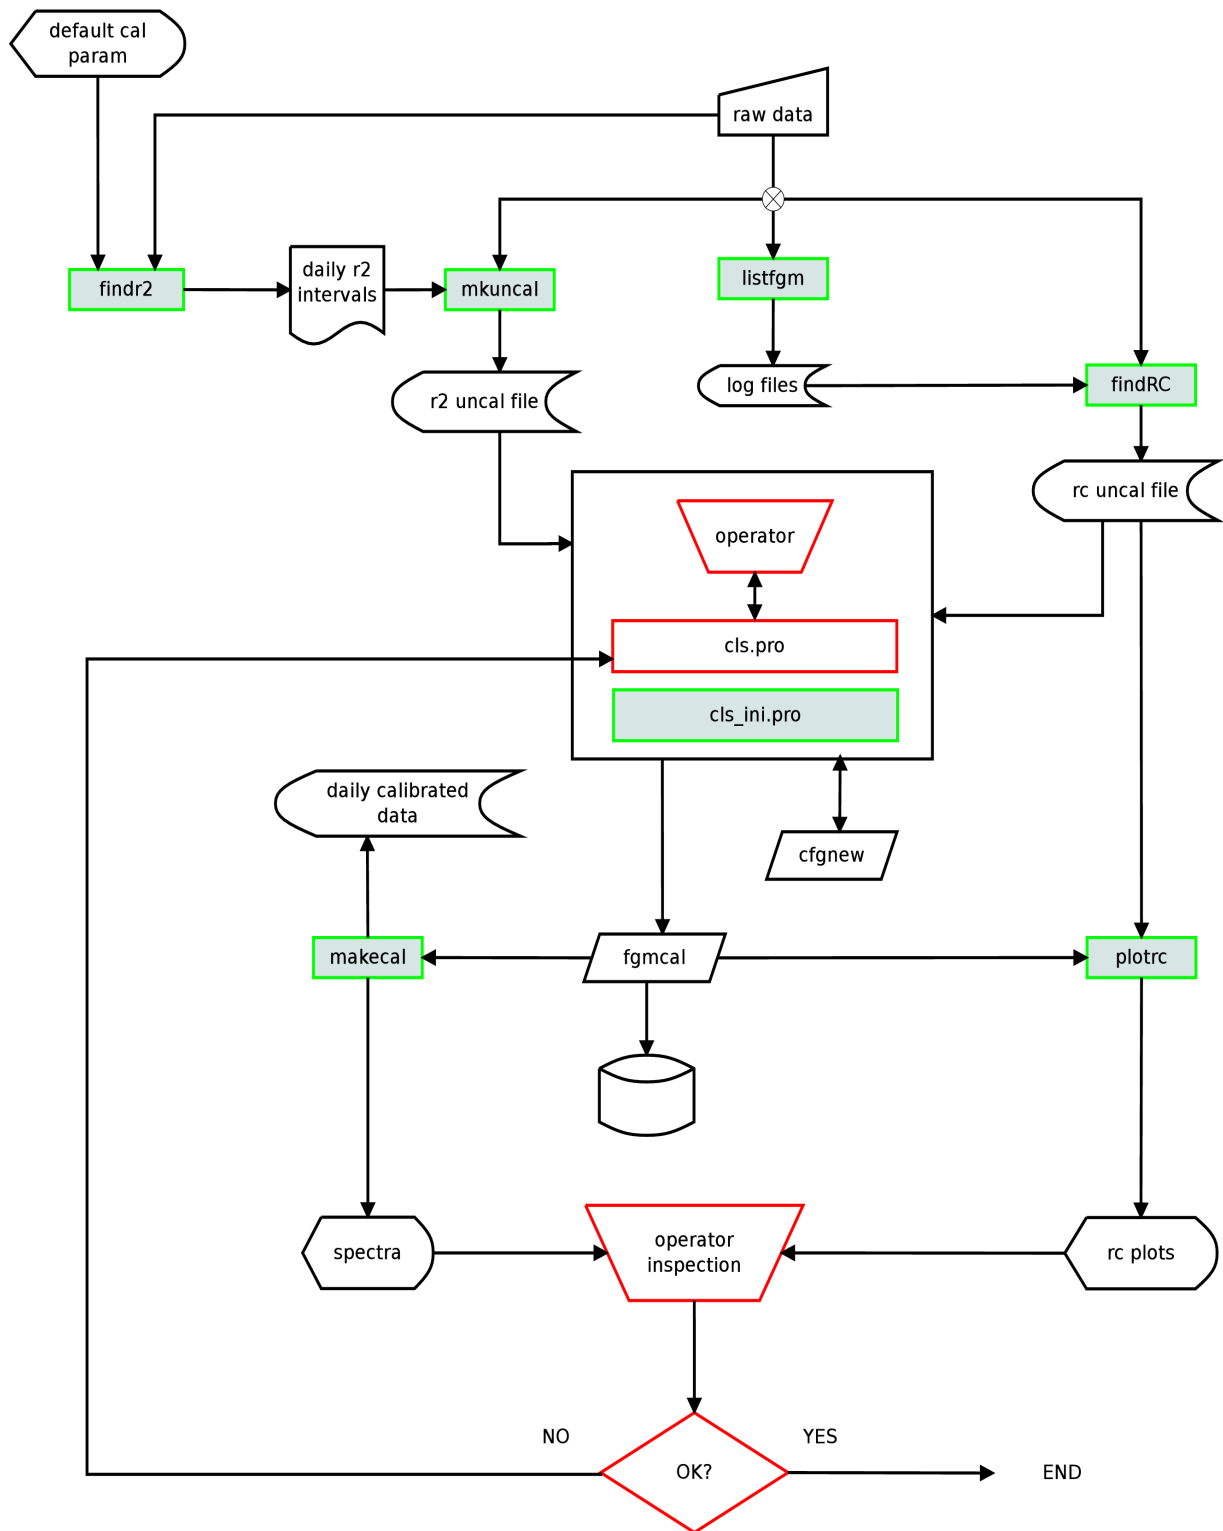 default cal
param
raw data
findr2
daily r2
intervals
mkuncal
listfgm
r2 uncal file
log files
findRC
rc uncal file
operator
cls.pro
cls_ini.pro
daily calibrated
data
cfgnew
makecal
fgmcal
plotrc
spectra
operator
inspection
rc plots
NO
YES
OK?
END